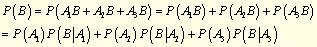 P(B) = P(A₁B + A₂B + A₃B) = P(A₁B) + P(A₂B) + P(A₃B)
= P(A₁) P(B|A₁) + P(A₂) P(B|A₂) + P(A₃) P(B|A₃)